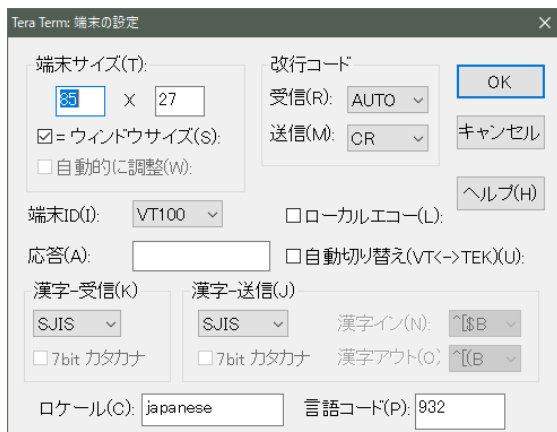 Tera Term: 端末の設定
端末サイズ(T):
85 X 27
☑= ウィンドウサイズ(S):
自動的に調整(W):
改行コード
受信(R): AUTO
送信(M): CR
OK
キャンセル
ヘルプ(H)
端末ID(I): VT100
ローカルエコー(L):
応答(A):
自動切り替え(VT<->TEK)(U):
漢字-受信(K)
SJIS
7bit カタカナ
漢字-送信(J)
SJIS
7bit カタカナ
漢字イン(N): ^[$B
漢字アウト(O) ^[(B
ロケール(C): japanese
言語コード(P): 932